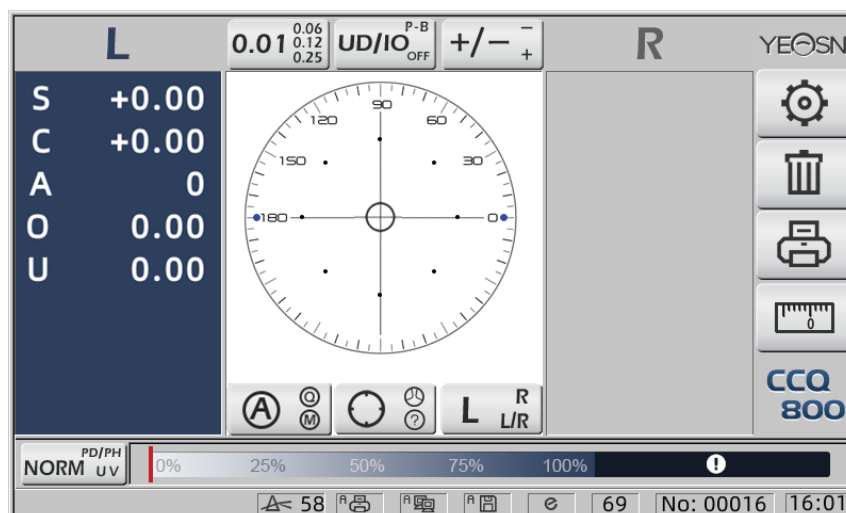 L
0.01 0.06 0.12 0.25
UD/IO P-B OFF
+/− − +
R
YEOSN
S +0.00
C +0.00
A 0
O 0.00
U 0.00
90
120 60
150 30
180 0
0
A Q M
?
L R L/R
CCQ
800
NORM PD/PH UV
0% 25% 50% 75% 100% !
58 A A A e 69 No: 00016 16:01